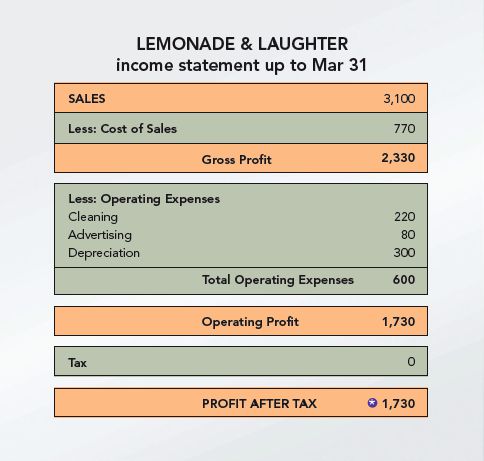 LEMONADE & LAUGHTER
income statement up to Mar 31
SALES 3,100
Less: Cost of Sales 770
Gross Profit 2,330
Less: Operating Expenses
Cleaning 220
Advertising 80
Depreciation 300
Total Operating Expenses 600
Operating Profit 1,730
Tax 0
PROFIT AFTER TAX 1,730